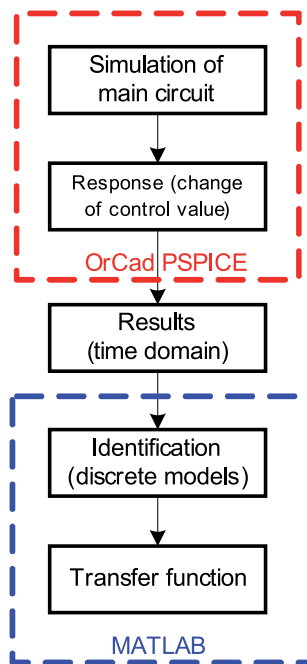 Simulation of
main circuit
Response (change
of control value)
OrCad PSPICE
Results
(time domain)
Identification
(discrete models)
Transfer function
MATLAB